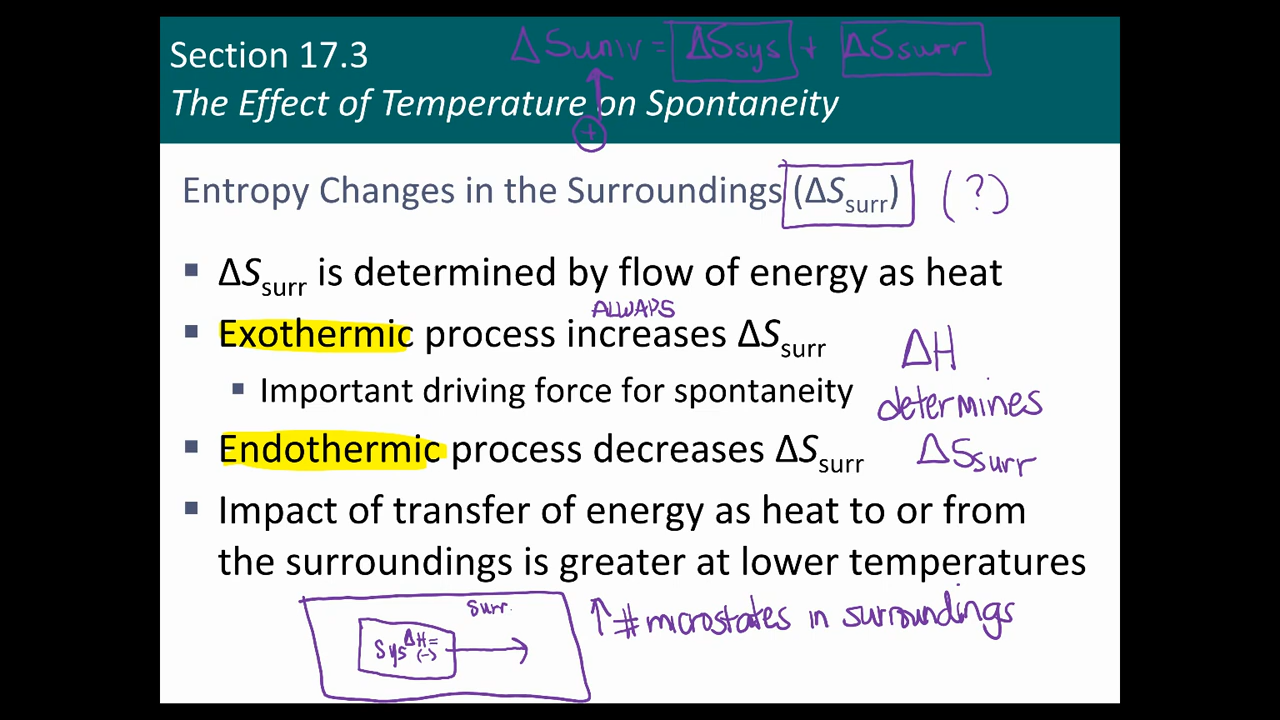 ΔSuniv = ΔSsys + ΔSsurr
Section 17.3
The Effect of Temperature on Spontaneity
+
Entropy Changes in the Surroundings (ΔSsurr) (?)
ΔSsurr is determined by flow of energy as heat
ALWAYS
Exothermic process increases ΔSsurr
Important driving force for spontaneity
ΔH
determines
ΔSsurr
Endothermic process decreases ΔSsurr
Impact of transfer of energy as heat to or from
the surroundings is greater at lower temperatures
surr.
sys ΔH=
(-)
↑ # microstates in surroundings